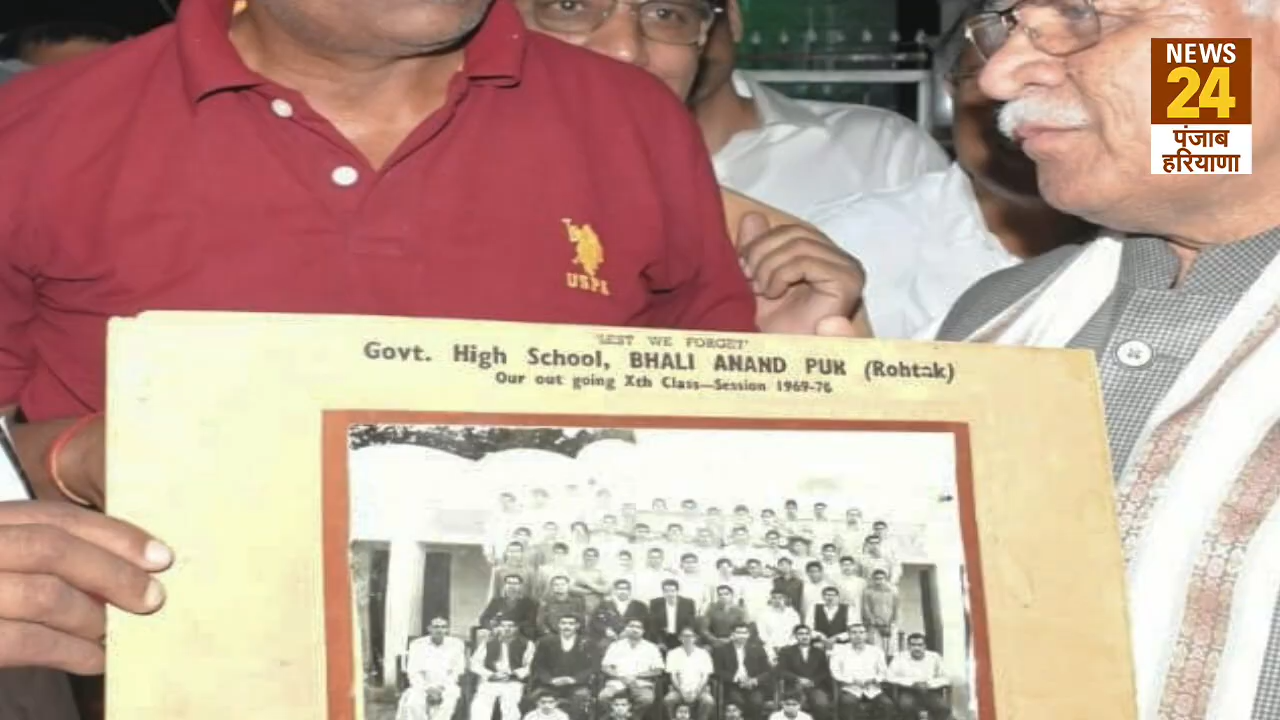 NEWS
24
पंजाब
हरियाणा
USPA
'LEST WE FORGET'
Govt. High School, BHALI ANAND PUR (Rohtak)
Our out going Xth Class—Session 1969-70